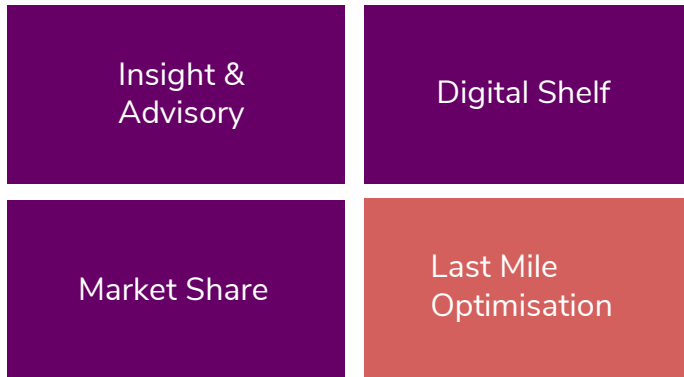 Insight &
Advisory
Digital Shelf
Market Share
Last Mile
Optimisation